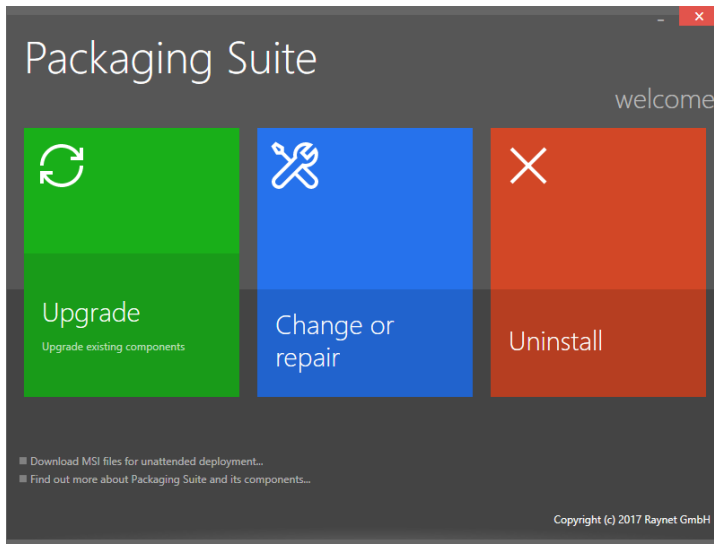 Packaging Suite
welcome
Upgrade
Upgrade existing components
Change or
repair
Uninstall
Download MSI files for unattended deployment...
Find out more about Packaging Suite and its components...
Copyright (c) 2017 Raynet GmbH